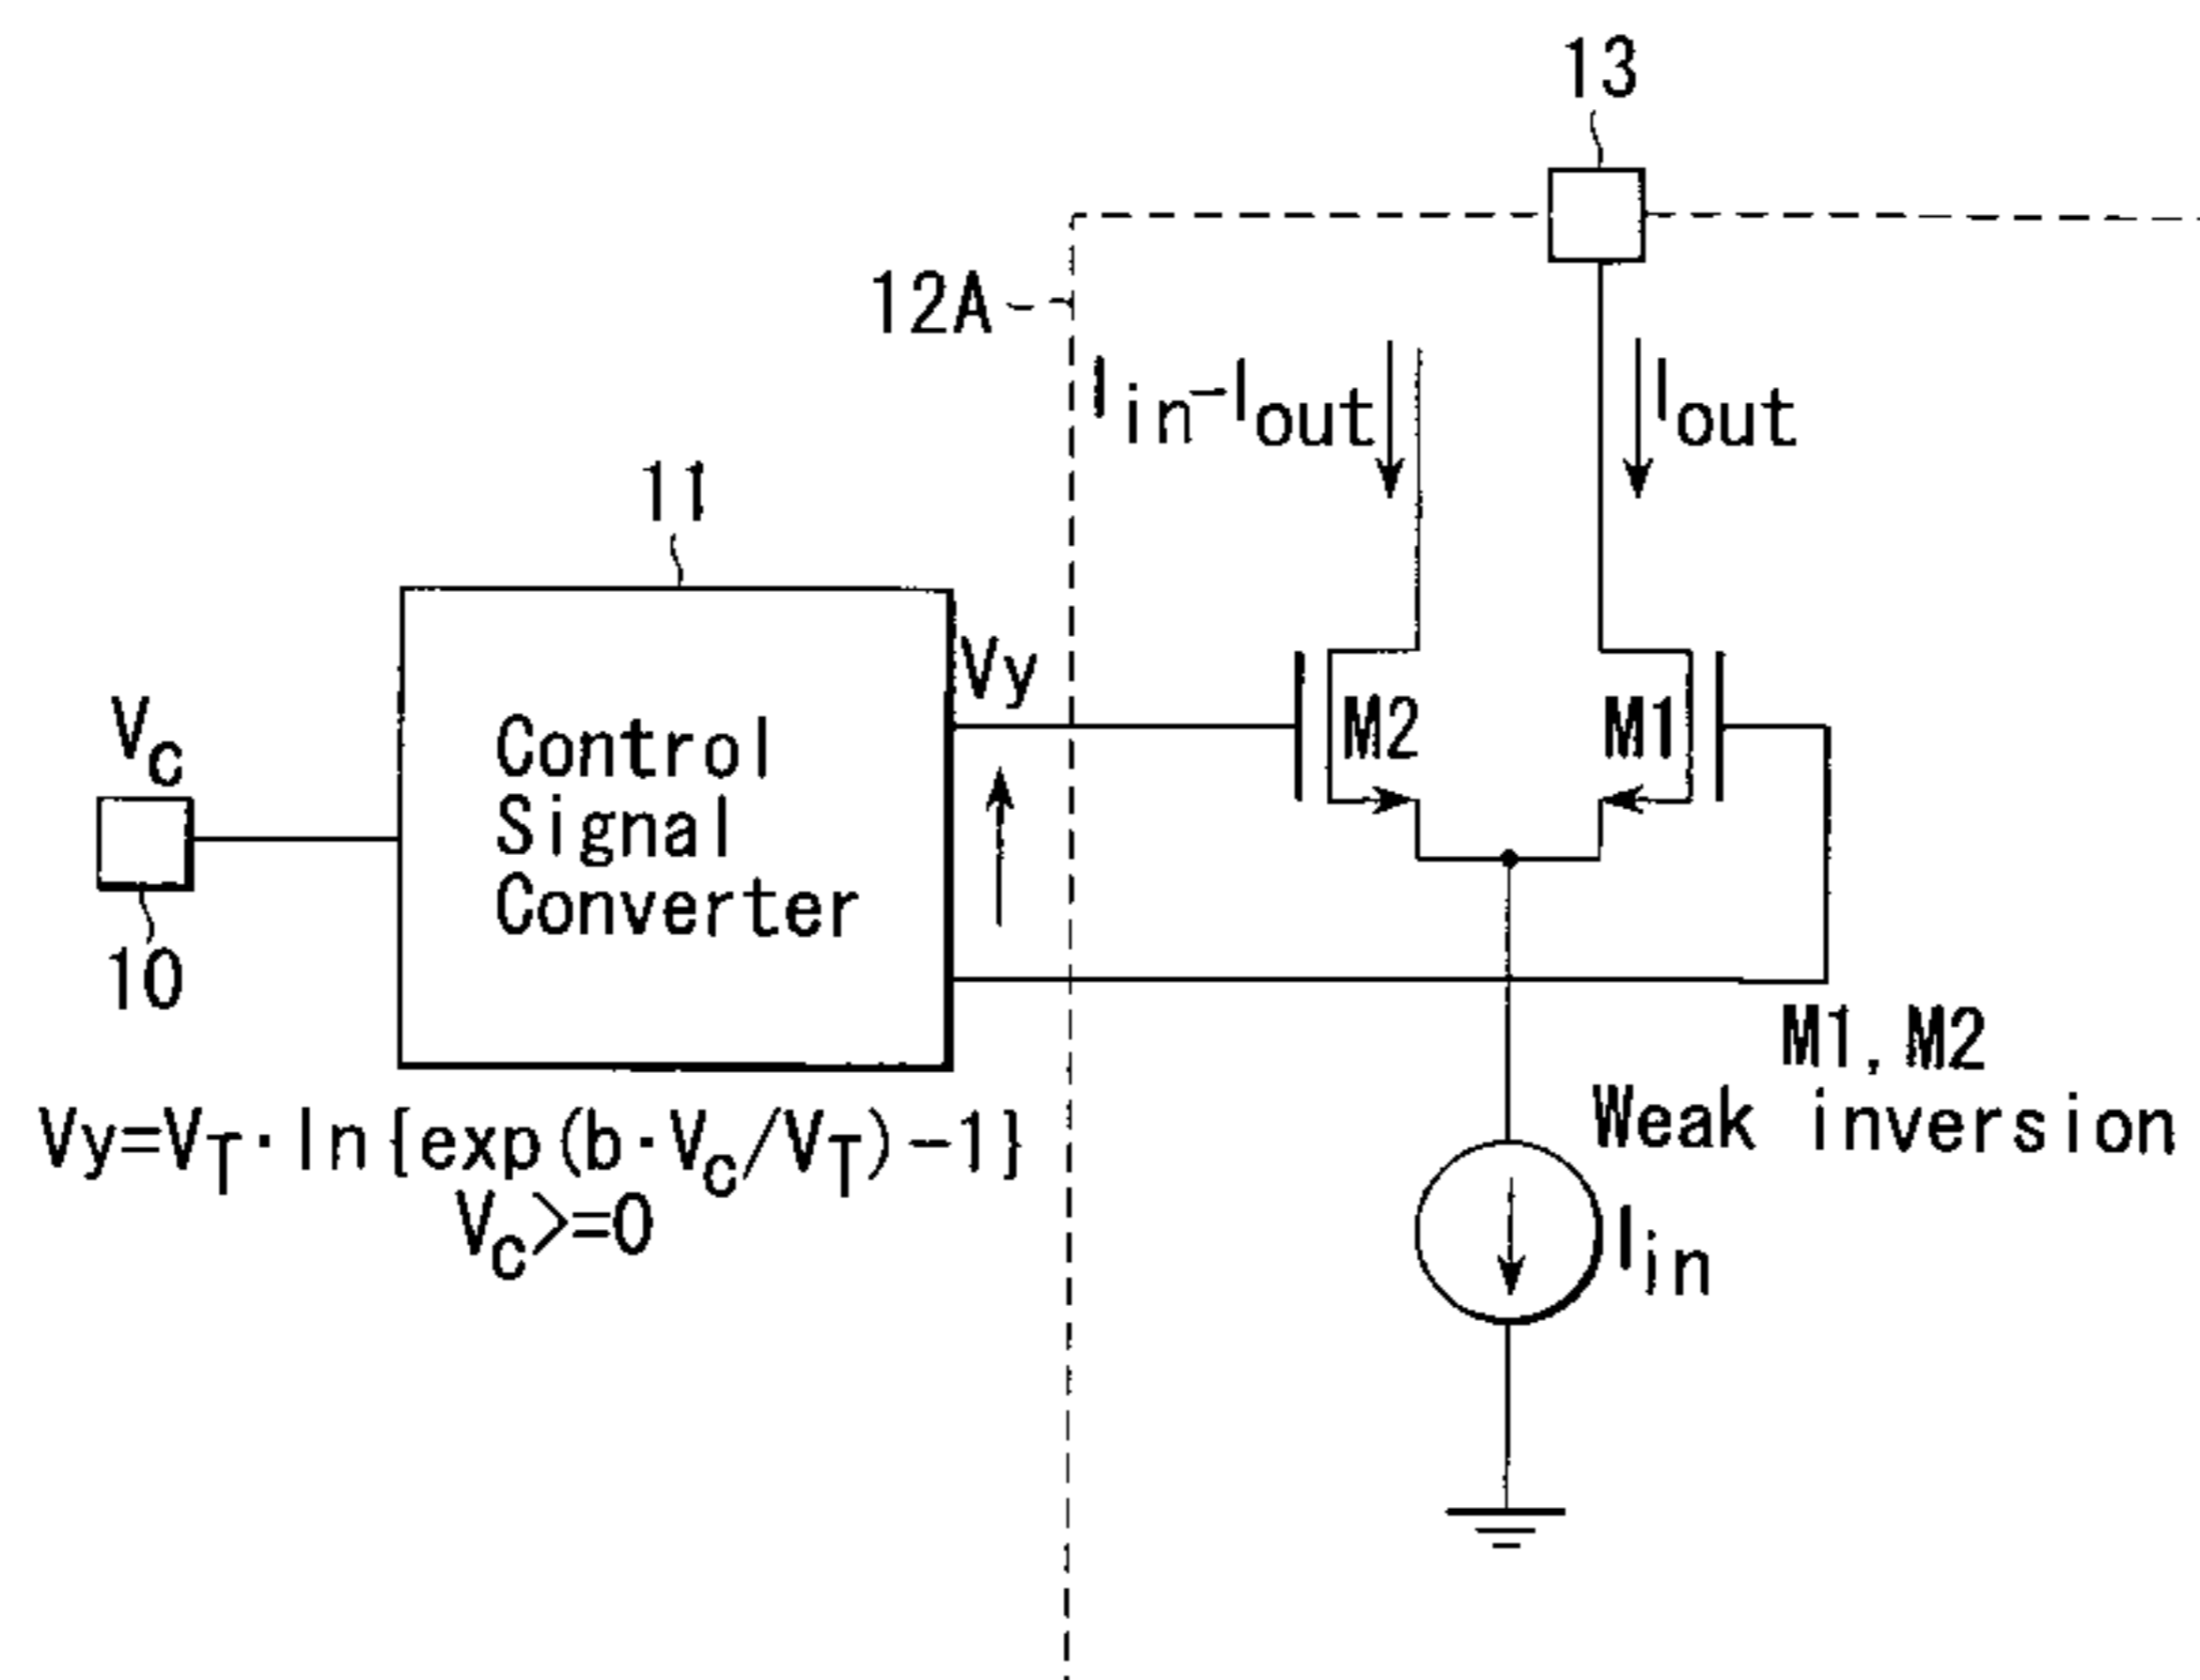 13
12A
Iin-Iout
Iout
11
Vy
M2
M1
Vc
Control
Signal
Converter
10
M1, M2
Weak inversion
Vy=VT·ln{exp(b·Vc/VT)-1}
Vc>=0
Iin